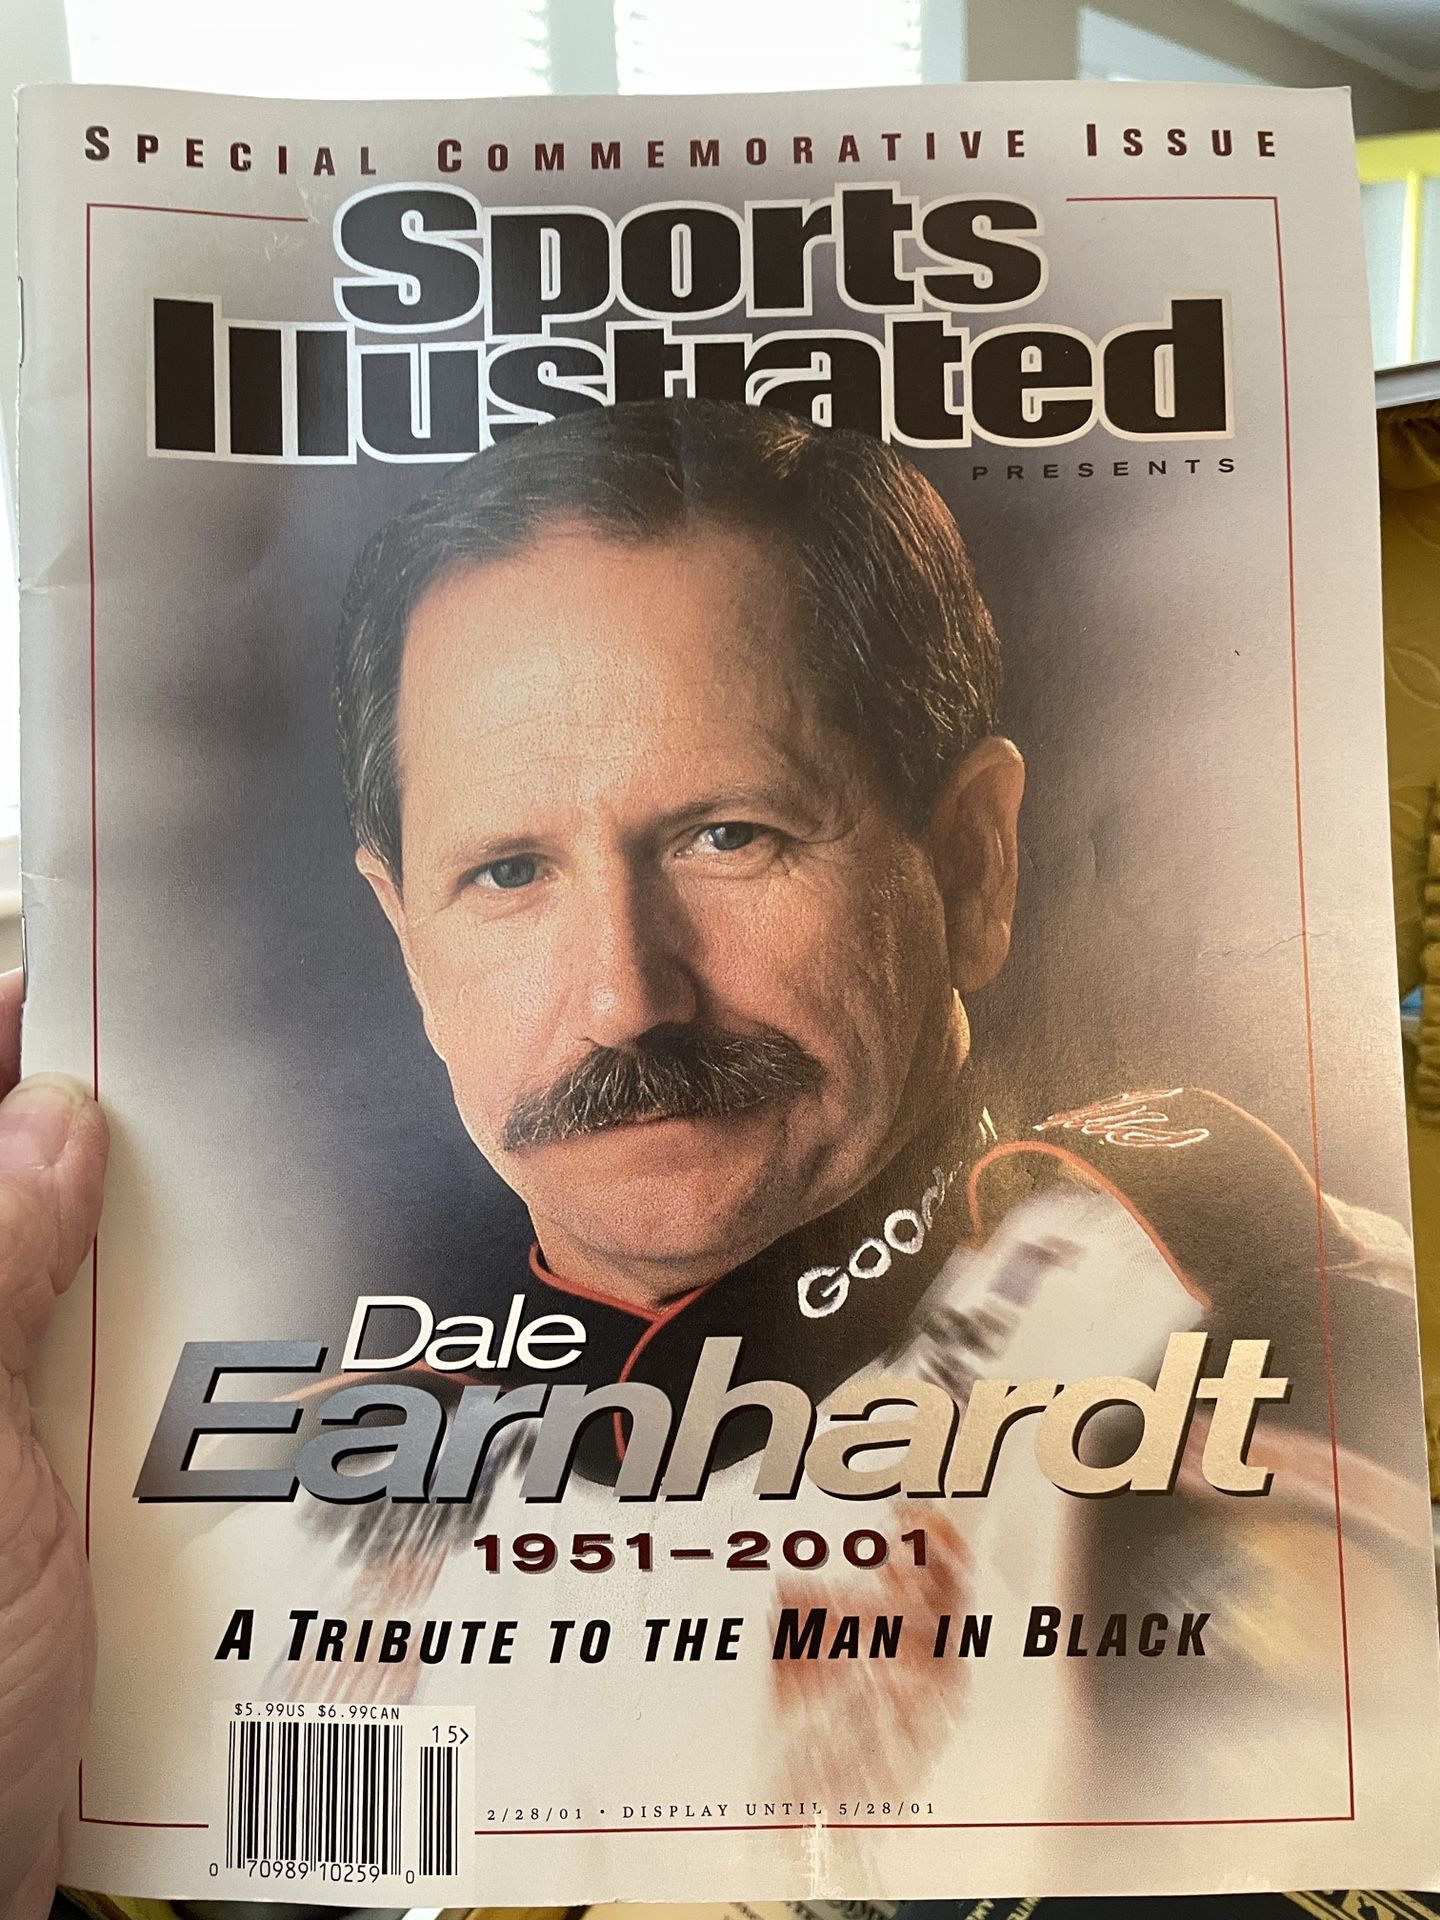 SPECIAL COMMEMORATIVE ISSUE
Sports
Illustrated
PRESENTS
Dale
Earnhardt
1951–2001
A TRIBUTE TO THE MAN IN BLACK
$5.99US $6.99CAN
15>
2/28/01 • DISPLAY UNTIL 5/28/01
0 70989 10259 0